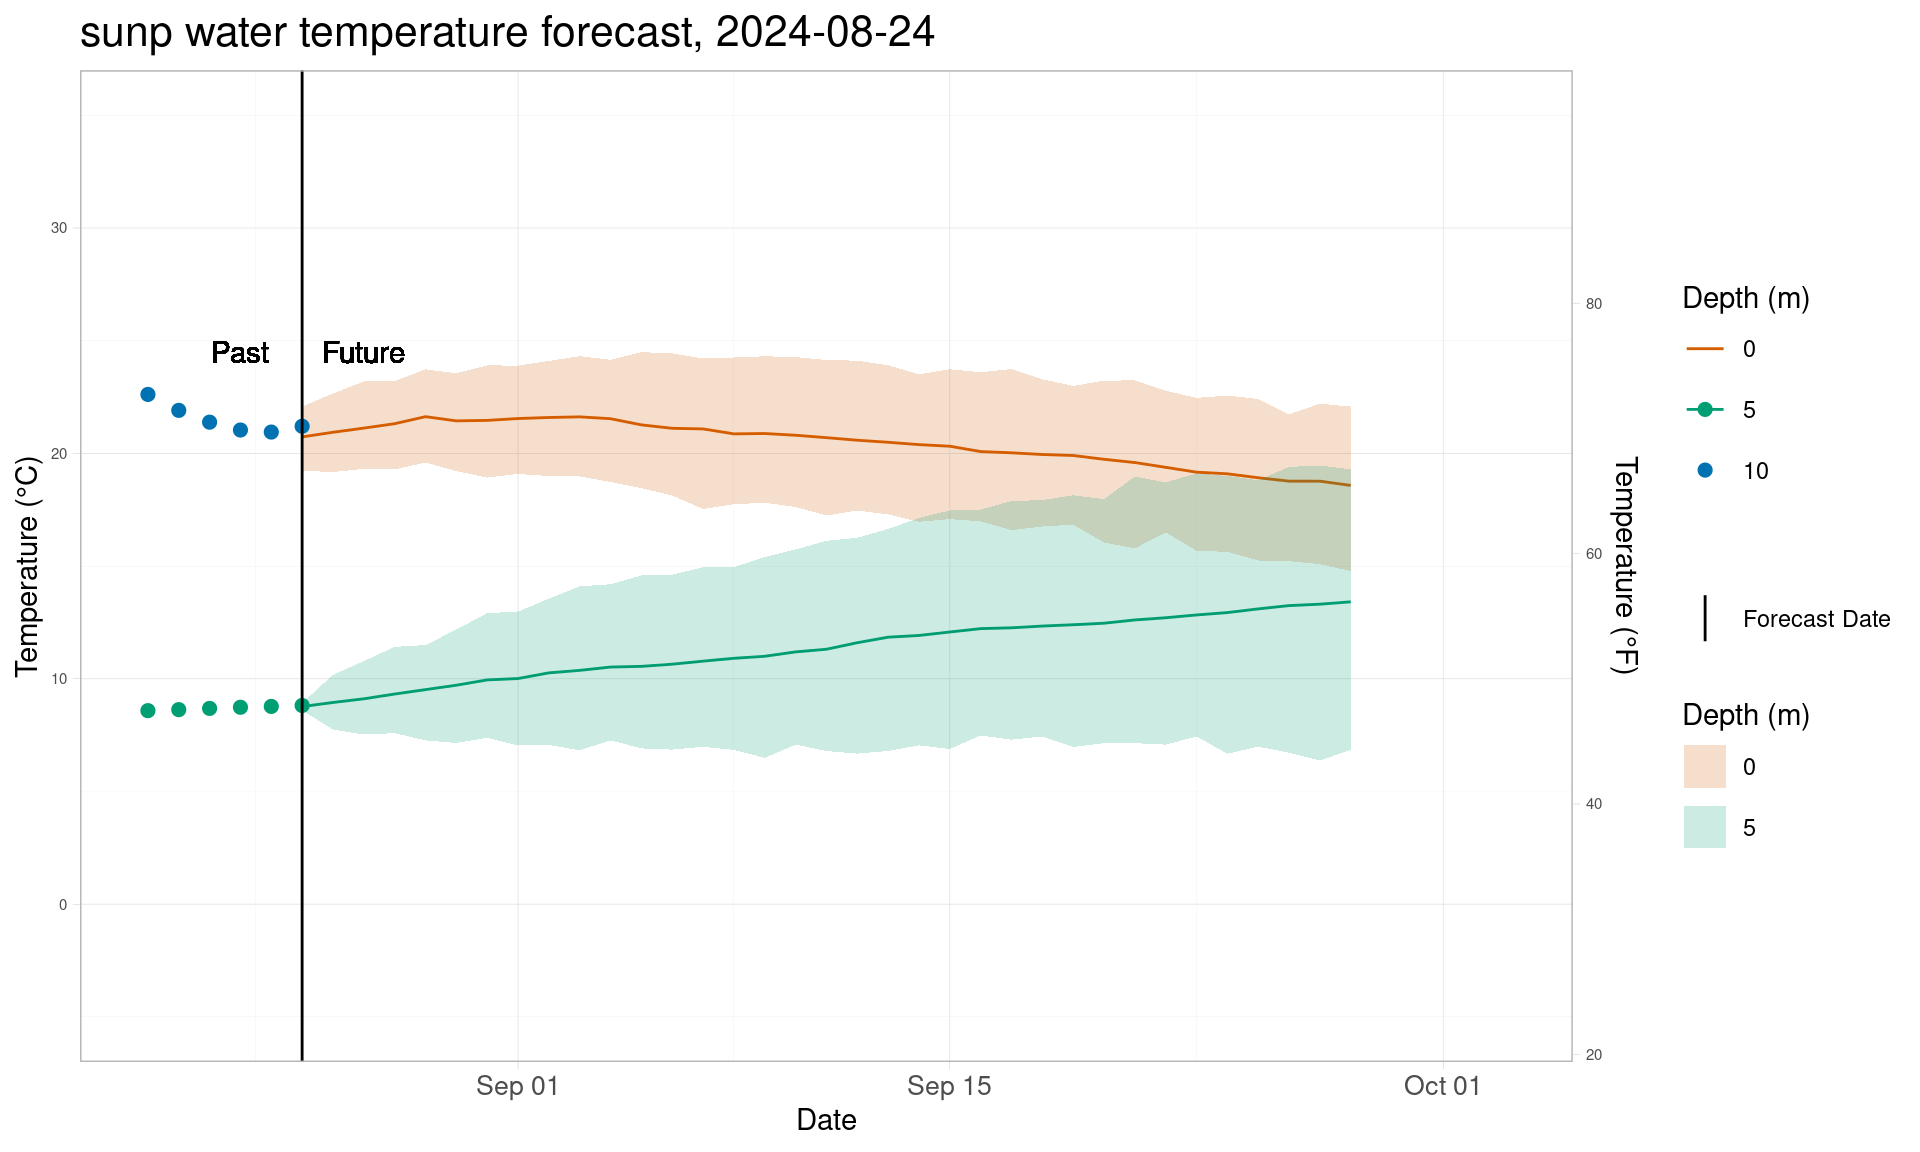 sunp water temperature forecast, 2024-08-24
Past
Future
30
20
10
0
Temperature (°C)
80
60
40
20
Temperature (°F)
Sep 01
Sep 15
Oct 01
Date
Depth (m)
0
5
10
Forecast Date
Depth (m)
0
5